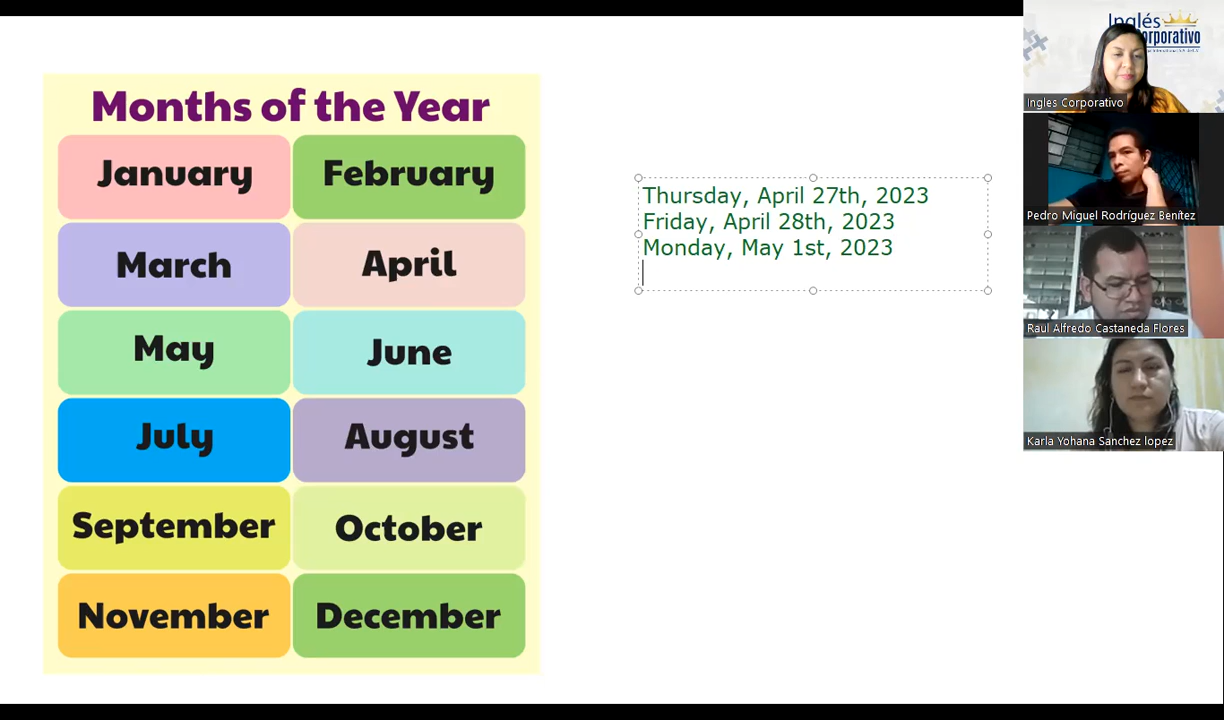 Months of the Year
January
February
March
April
May
June
July
August
September
October
November
December
Thursday, April 27th, 2023
Friday, April 28th, 2023
Monday, May 1st, 2023
Inglés
Corporativo
Ingles Corporativo
Pedro Miguel Rodríguez Benítez
Raul Alfredo Castaneda Flores
Karla Yohana Sanchez lopez